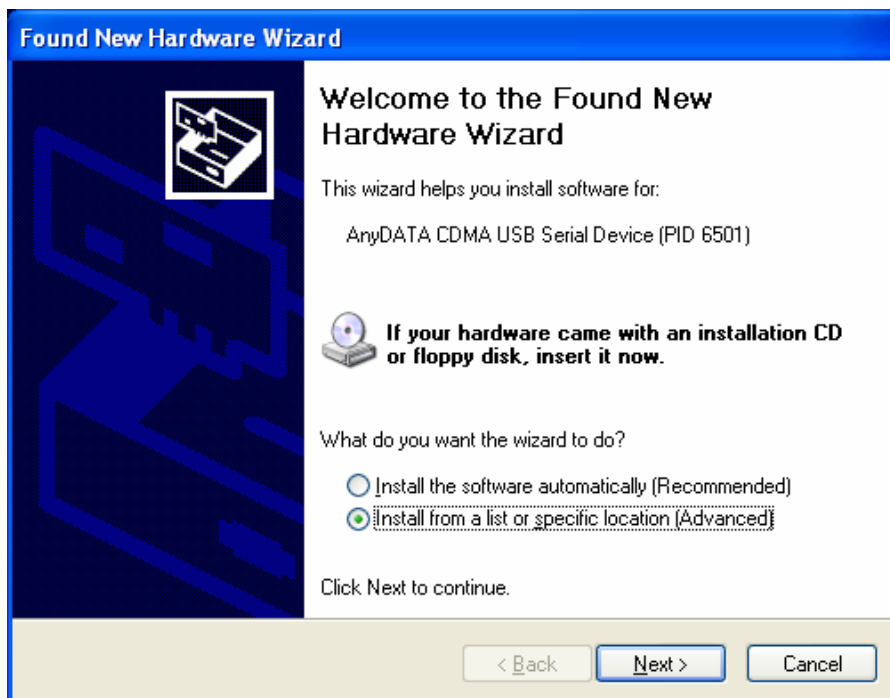 Found New Hardware Wizard
Welcome to the Found New
Hardware Wizard
This wizard helps you install software for:
AnyDATA CDMA USB Serial Device (PID 6501)
If your hardware came with an installation CD
or floppy disk, insert it now.
What do you want the wizard to do?
Install the software automatically (Recommended)
Install from a list or specific location (Advanced)
Click Next to continue.
< Back Next > Cancel